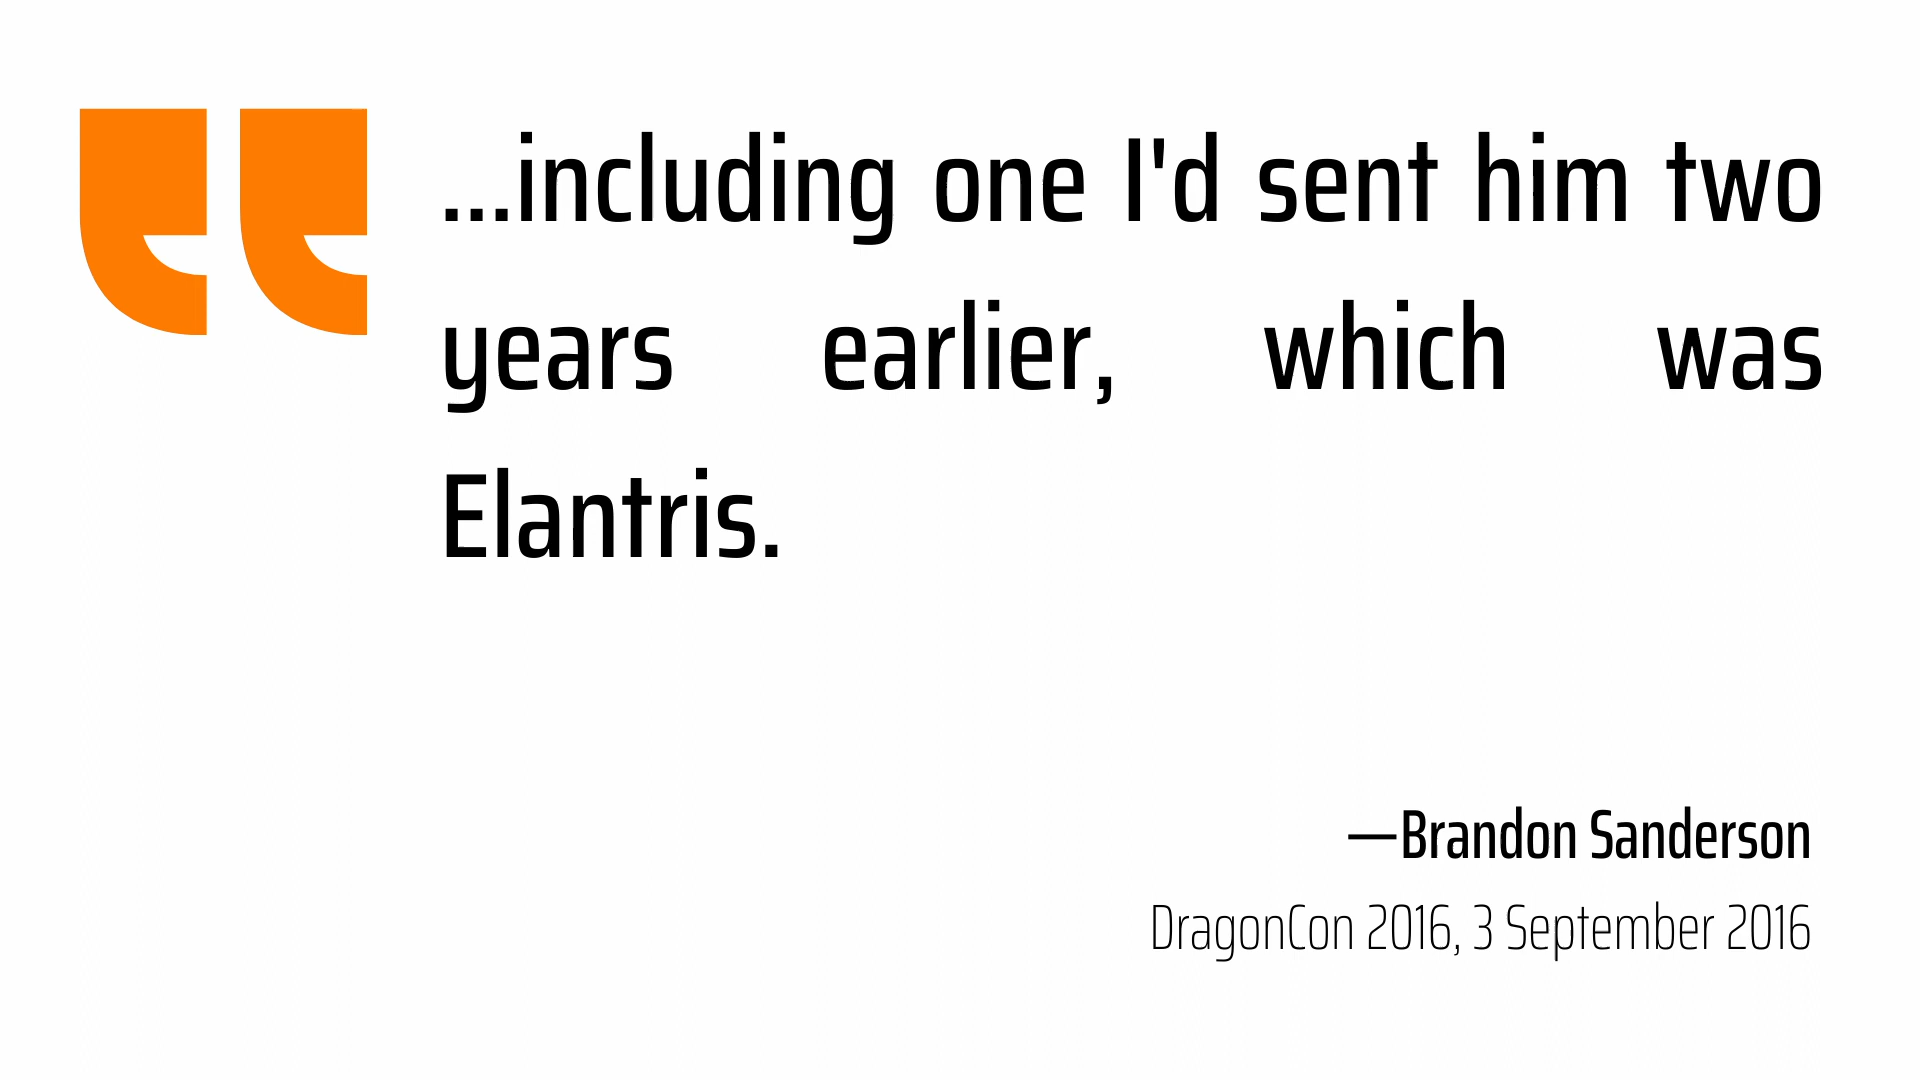 ...including one I'd sent him two
years earlier, which was
Elantris.
—Brandon Sanderson
DragonCon 2016, 3 September 2016